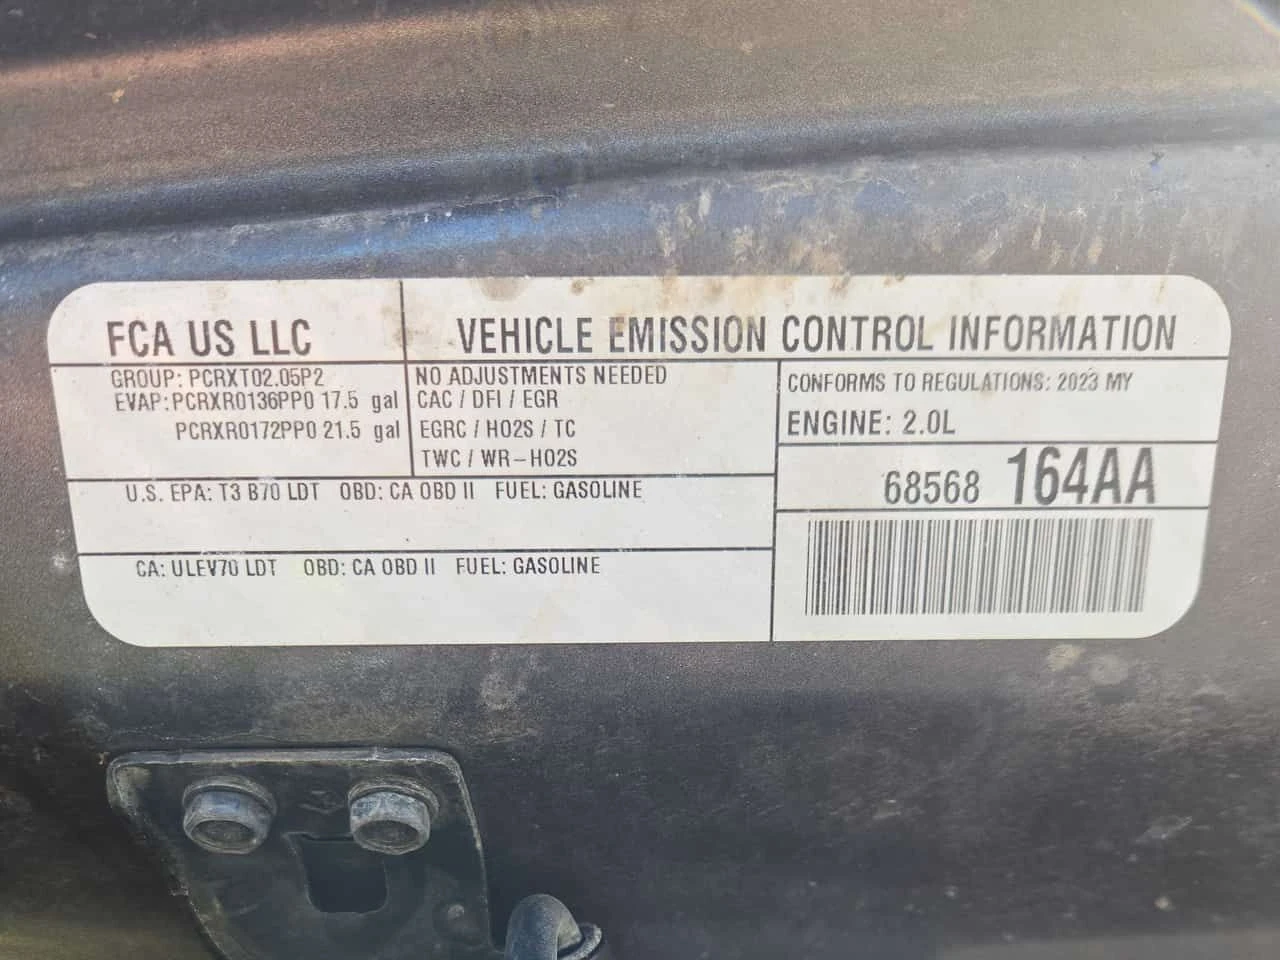 FCA US LLC
VEHICLE EMISSION CONTROL INFORMATION
GROUP: PCRXT02.05P2
EVAP: PCRXR0136PP0 17.5 gal
PCRXR0172PP0 21.5 gal
NO ADJUSTMENTS NEEDED
CAC / DFI / EGR
EGRC / HO2S / TC
TWC / WR-HO2S
CONFORMS TO REGULATIONS: 2023 MY
ENGINE: 2.0L
68568 164AA
U.S. EPA: T3 B70 LDT OBD: CA OBD II FUEL: GASOLINE
CA: ULEV70 LDT OBD: CA OBD II FUEL: GASOLINE